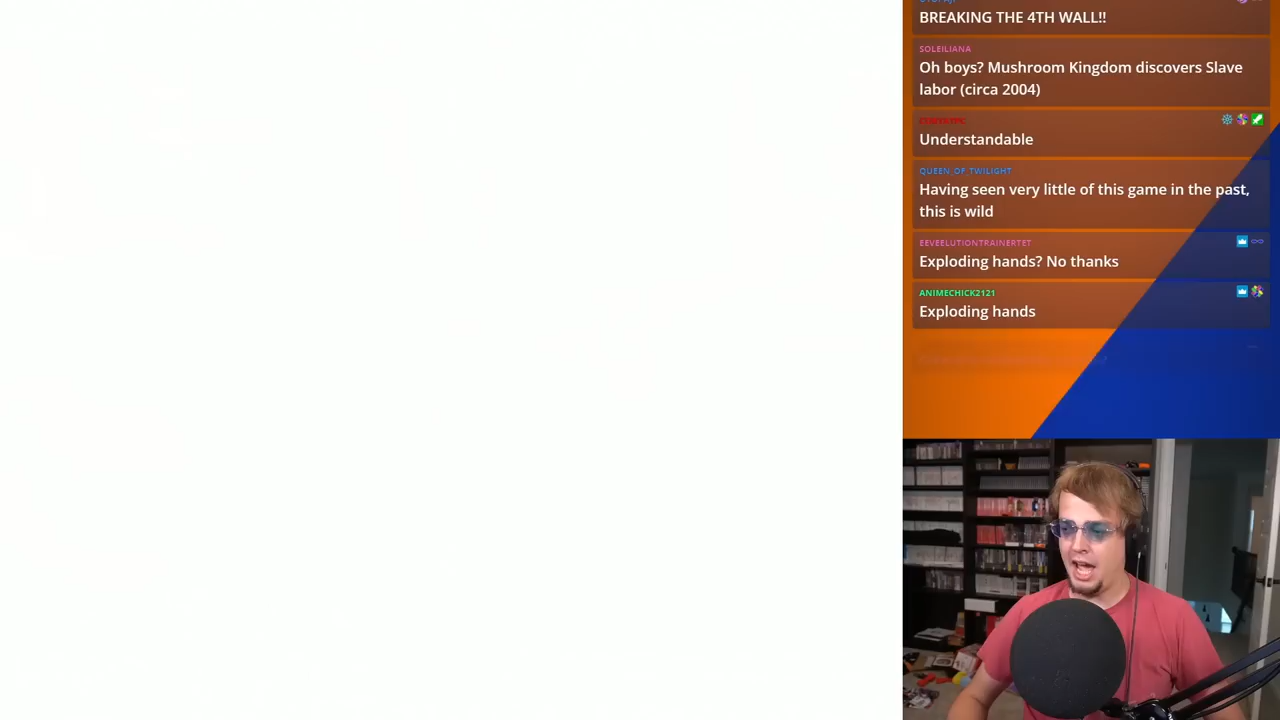 BREAKING THE 4TH WALL!!
SOLEILIANA
Oh boys? Mushroom Kingdom discovers Slave
labor (circa 2004)
Understandable
QUEEN_OF_TWILIGHT
Having seen very little of this game in the past,
this is wild
EEVEELUTIONTRAINERTET
Exploding hands? No thanks
ANIMECHICK2121
Exploding hands